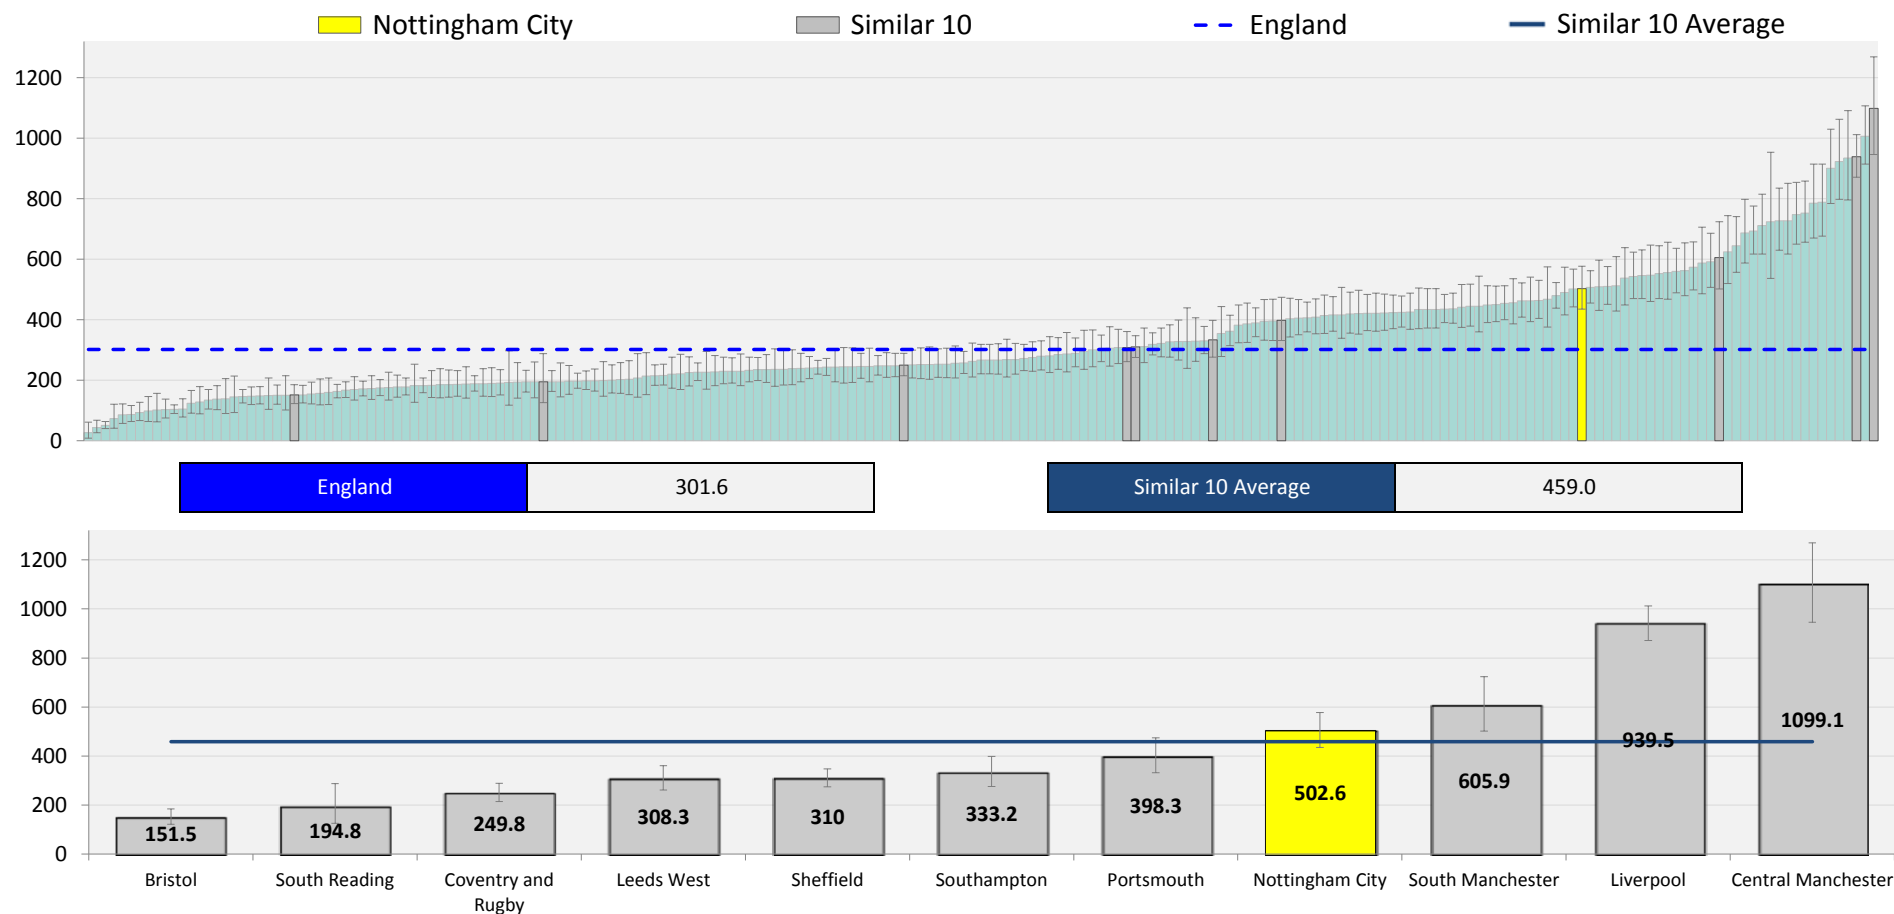 Nottingham City Similar 10 England Similar 10 Average
1200
1000
800
600
400
200
0
England 301.6 Similar 10 Average 459.0
1200
1000
800
600
400
200
0
151.5 194.8 249.8 308.3 310 333.2 398.3 502.6 605.9 939.5 1099.1
Bristol South Reading Coventry and Leeds West Sheffield Southampton Portsmouth Nottingham City South Manchester Liverpool Central Manchester
Rugby